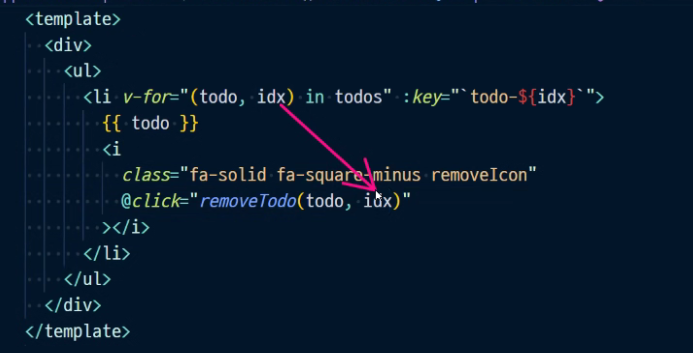 <template>
<div>
<ul>
<li v-for="(todo, idx) in todos" :key="`todo-${idx}`">
{{ todo }}
<i
class="fa-solid fa-square-minus removeIcon"
@click="removeTodo(todo, idx)"
></i>
</li>
</ul>
</div>
</template>